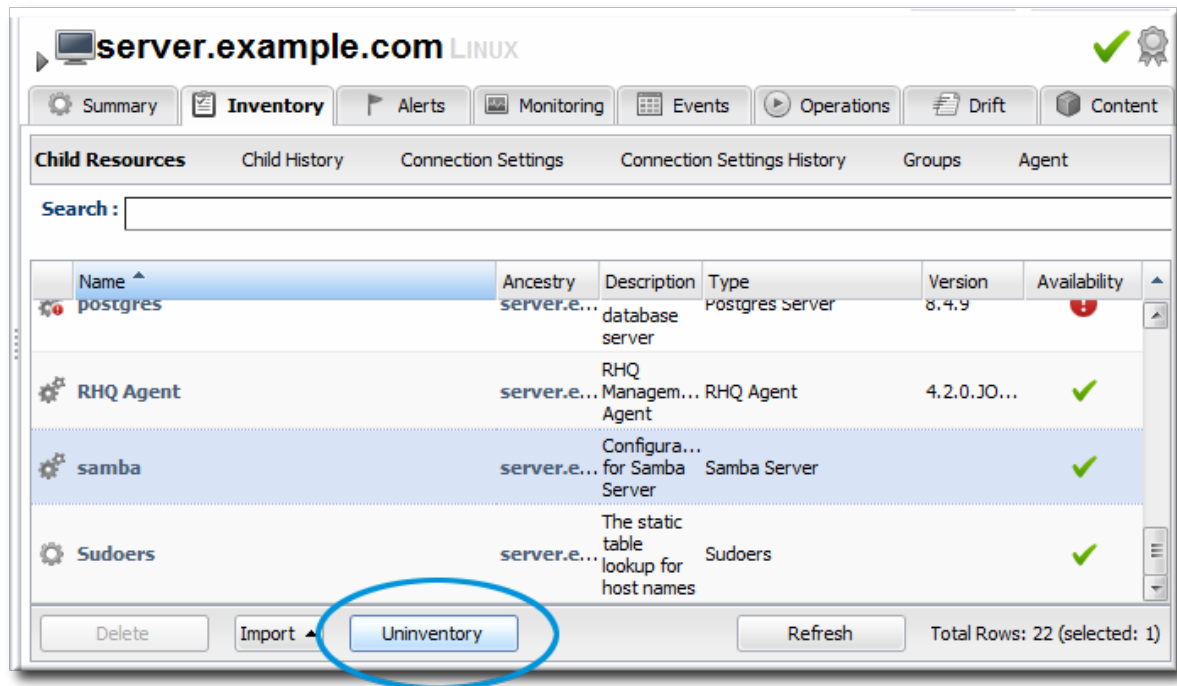 server.example.com LINUX
Summary Inventory Alerts Monitoring Events Operations Drift Content
Child Resources Child History Connection Settings Connection Settings History Groups Agent
Search :
Name Ancestry Description Type Version Availability
postgres server.e... database server Postgres Server 8.4.9
RHQ Agent server.e... RHQ Managem... Agent RHQ Agent 4.2.0.JO...
samba server.e... Configura... for Samba Server Samba Server
Sudoers server.e... The static table lookup for host names Sudoers
Delete Import Uninventory Refresh Total Rows: 22 (selected: 1)